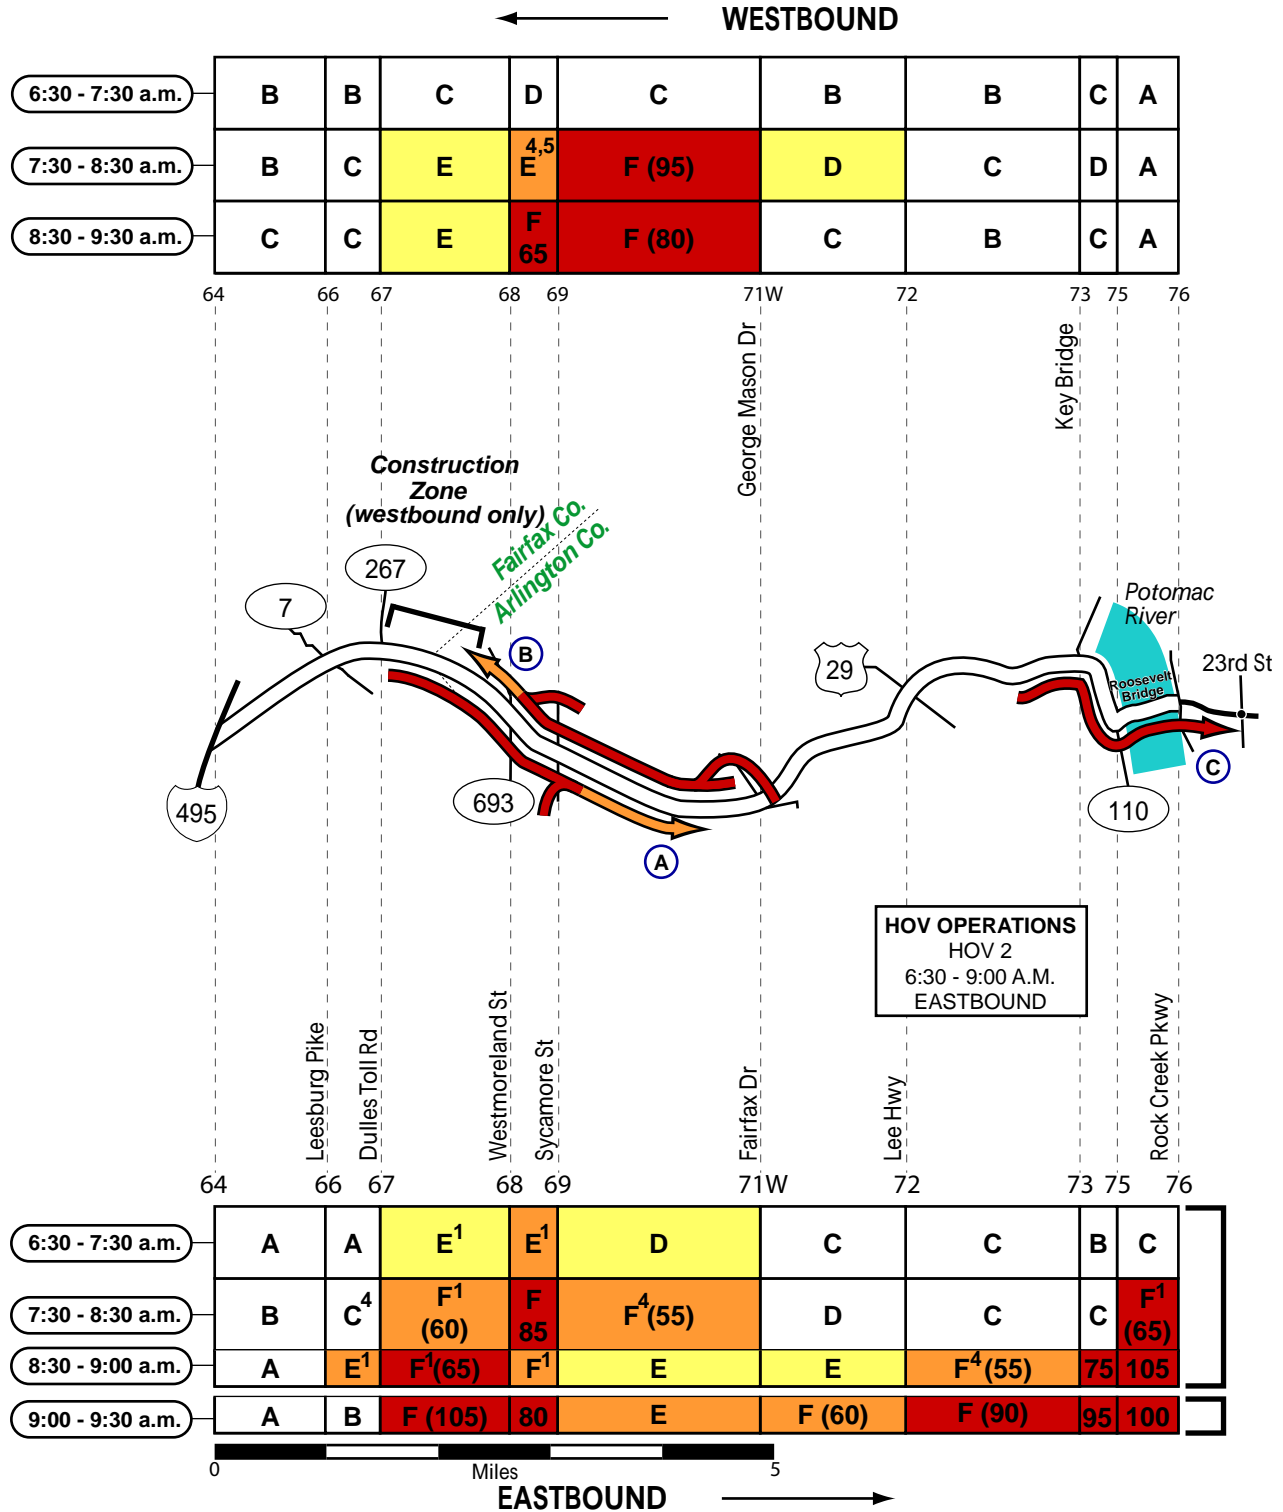 WESTBOUND
6:30 - 7:30 a.m. B B C D C B B C A
7:30 - 8:30 a.m. B C E E 4,5 F (95) D C D A
8:30 - 9:30 a.m. C C E F 65 F (80) C B C A
64 66 67 68 69 71W 72 73 75 76
George Mason Dr
Key Bridge
Construction
Zone
(westbound only)
Fairfax Co.
Arlington Co.
267
7
B
29
Potomac
River
Roosevelt
Bridge
23rd St
C
495
693
110
A
HOV OPERATIONS
HOV 2
6:30 - 9:00 A.M.
EASTBOUND
Leesburg Pike
Dulles Toll Rd
Westmoreland St
Sycamore St
Fairfax Dr
Lee Hwy
Rock Creek Pkwy
64 66 67 68 69 71W 72 73 75 76
6:30 - 7:30 a.m. A A E1 E1 D C C B C
7:30 - 8:30 a.m. B C4 F1 (60) F 85 F4 (55) D C C F1 (65)
8:30 - 9:00 a.m. A E1 F1 (65) F1 E E F4 (55) 75 105
9:00 - 9:30 a.m. A B F (105) 80 E F (60) F (90) 95 100
0 Miles 5
EASTBOUND